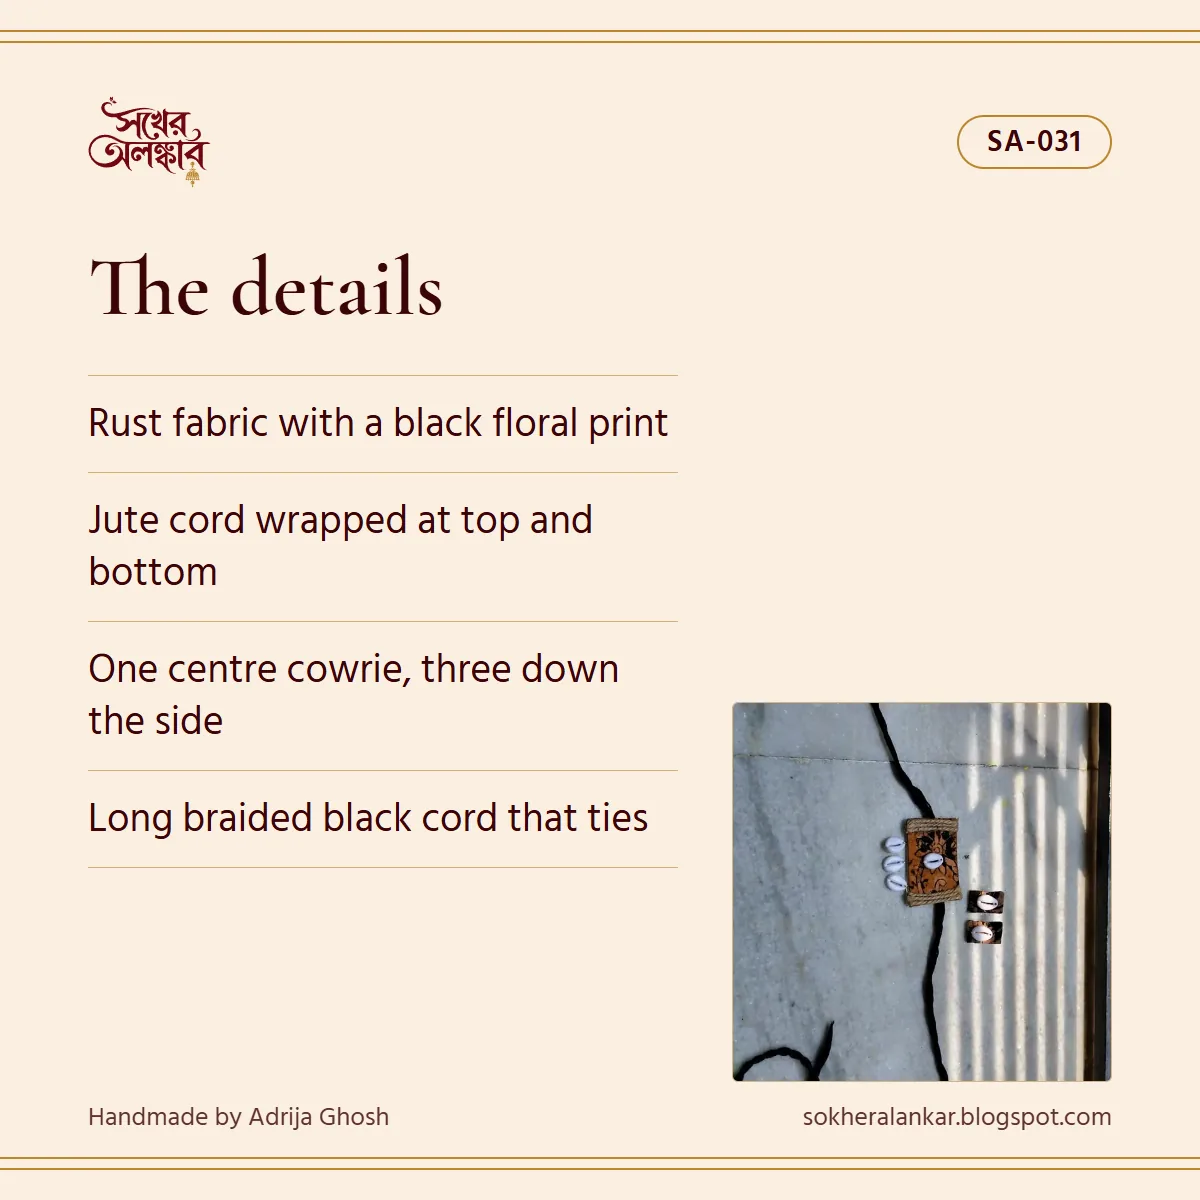 সখের
অলঙ্কার
SA-031
The details
Rust fabric with a black floral print
Jute cord wrapped at top and
bottom
One centre cowrie, three down
the side
Long braided black cord that ties
Handmade by Adrija Ghosh
sokheralankar.blogspot.com